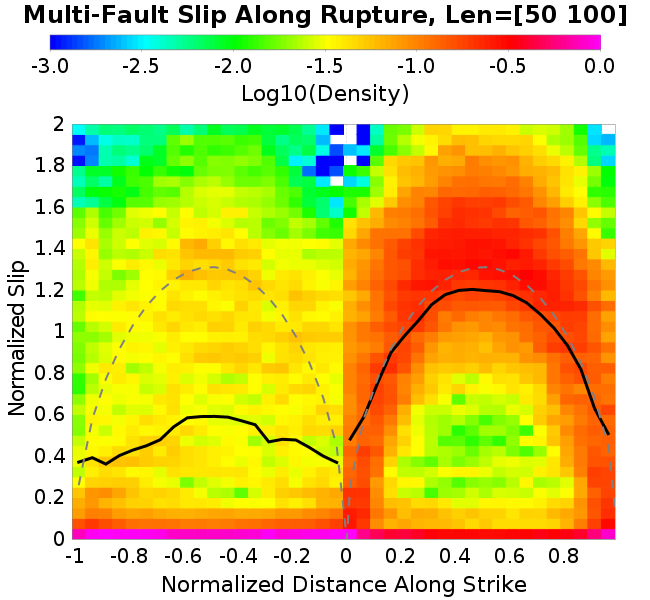 Multi-Fault Slip Along Rupture, Len=[50 100]
-3.0 -2.5 -2.0 -1.5 -1.0 -0.5 0.0
Log10(Density)
2
1.8
1.6
1.4
1.2
1
0.8
0.6
0.4
0.2
0
Normalized Slip
-1 -0.8 -0.6 -0.4 -0.2 0 0.2 0.4 0.6 0.8
Normalized Distance Along Strike